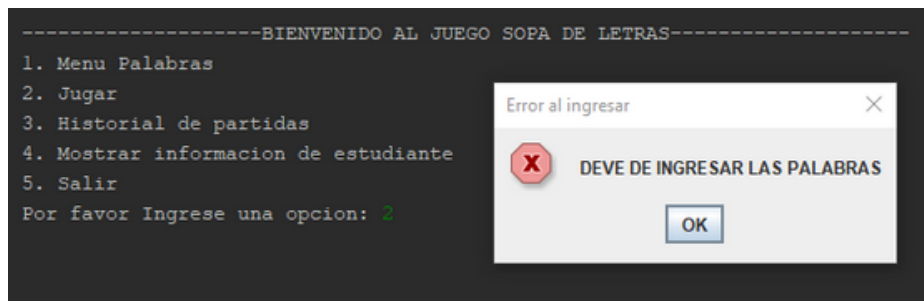 --------------------BIENVENIDO AL JUEGO SOPA DE LETRAS--------------------
1. Menu Palabras
2. Jugar
3. Historial de partidas
4. Mostrar informacion de estudiante
5. Salir
Por favor Ingrese una opcion: 2
Error al ingresar
DEVE DE INGRESAR LAS PALABRAS
OK